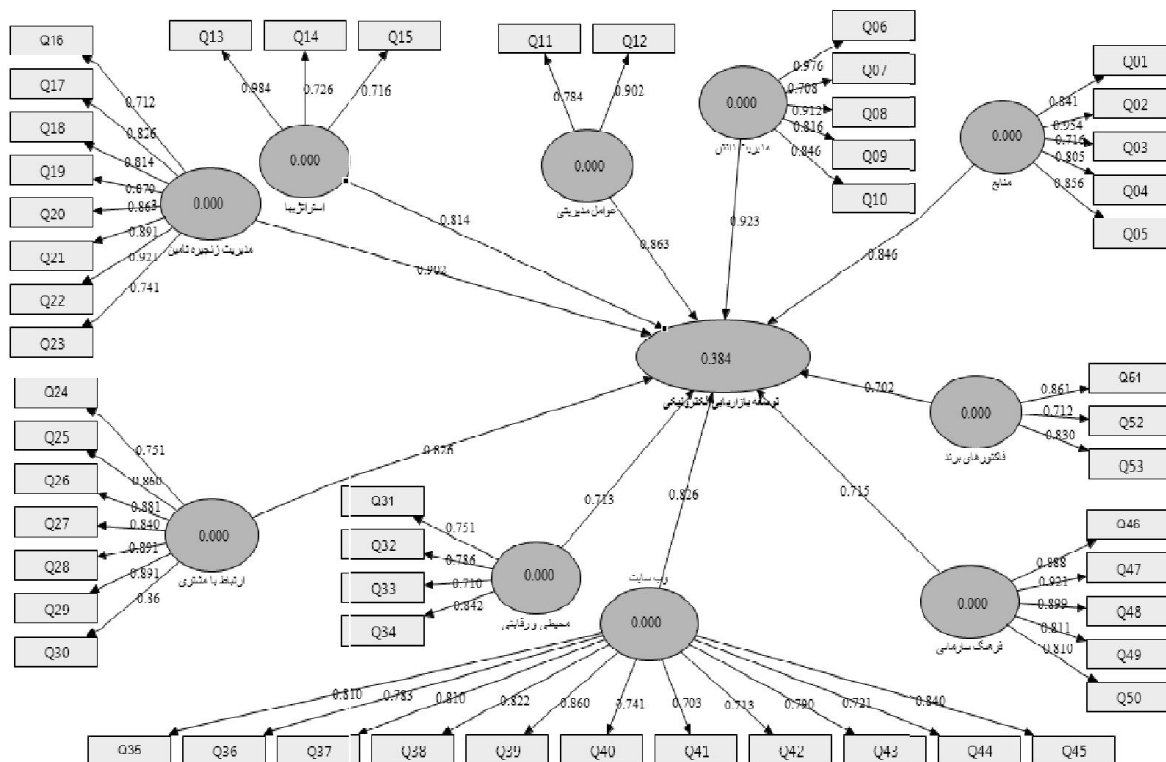 Q16
Q17
Q18
Q19
Q20
Q21
Q22
Q23
0.712
0.826
0.814
0.870
0.863
0.891
0.921
0.741
0.000
مدیریت زنجیره تامین
Q13
Q14
Q15
0.984
0.726
0.716
0.000
استراتژیها
0.814
0.902
Q11
Q12
0.784
0.902
0.000
عوامل مدیریتی
0.863
Q06
Q07
Q08
Q09
Q10
0.976
0.708
0.912
0.816
0.846
0.000
مدیریت دانش
0.923
Q01
Q02
Q03
Q04
Q05
0.841
0.954
0.716
0.805
0.856
0.000
منابع
0.846
0.384
توسعه بازاریابی الکترونیکی
Q24
Q25
Q26
Q27
Q28
Q29
Q30
0.751
0.860
0.881
0.840
0.891
0.891
0.86
0.000
ارتباط با مشتری
0.826
Q31
Q32
Q33
Q34
0.751
0.786
0.710
0.842
0.000
محیطی و رقابتی
0.713
وب سایت
0.000
0.826
0.810
0.783
0.810
0.822
0.860
0.741
0.703
0.713
0.790
0.721
0.840
Q35
Q36
Q37
Q38
Q39
Q40
Q41
Q42
Q43
Q44
Q45
Q51
Q52
Q53
0.861
0.712
0.830
0.000
فاکتورهای برند
0.702
Q46
Q47
Q48
Q49
Q50
0.888
0.921
0.899
0.811
0.810
0.000
فرهنگ سازمانی
0.715